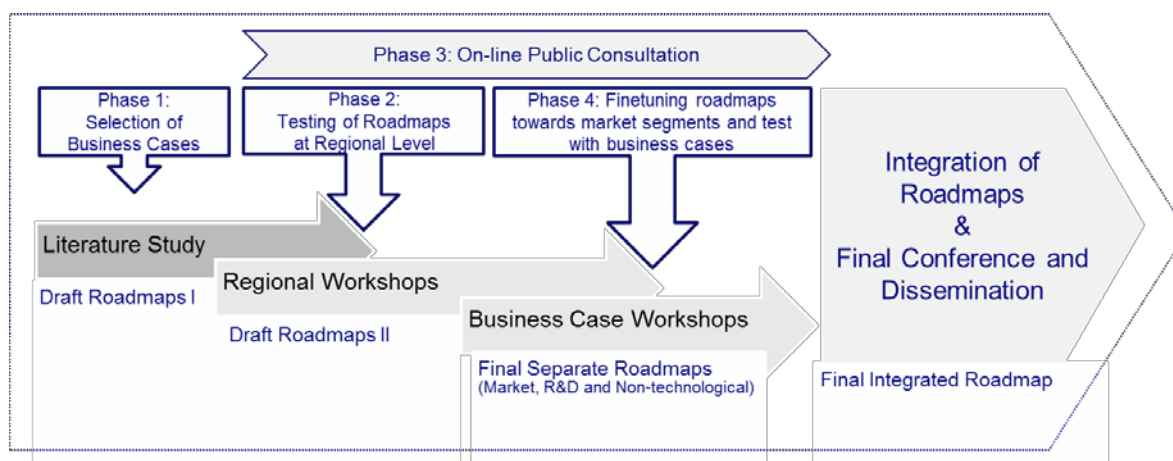 Phase 3: On-line Public Consultation
Phase 1:
Selection of
Business Cases
Phase 2:
Testing of Roadmaps
at Regional Level
Phase 4: Finetuning roadmaps
towards market segments and test
with business cases
Integration of
Roadmaps
&
Final Conference and
Dissemination
Literature Study
Draft Roadmaps I
Regional Workshops
Draft Roadmaps II
Business Case Workshops
Final Separate Roadmaps
(Market, R&D and Non-technological)
Final Integrated Roadmap